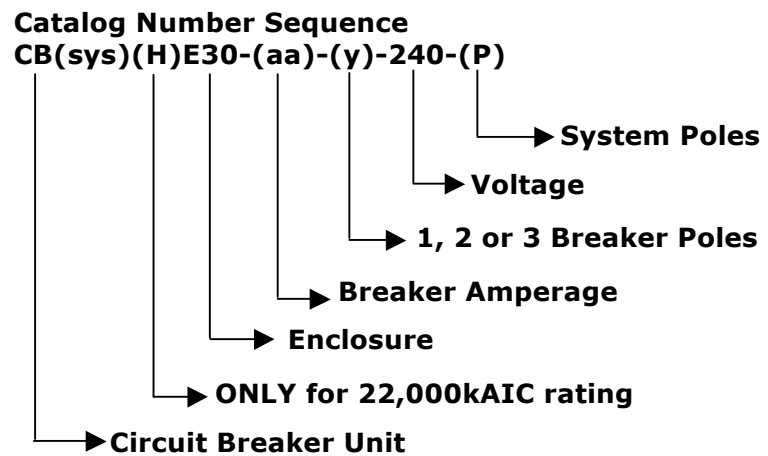 Catalog Number Sequence
CB(sys)(H)E30-(aa)-(y)-240-(P)
System Poles
Voltage
1, 2 or 3 Breaker Poles
Breaker Amperage
Enclosure
ONLY for 22,000kAIC rating
Circuit Breaker Unit